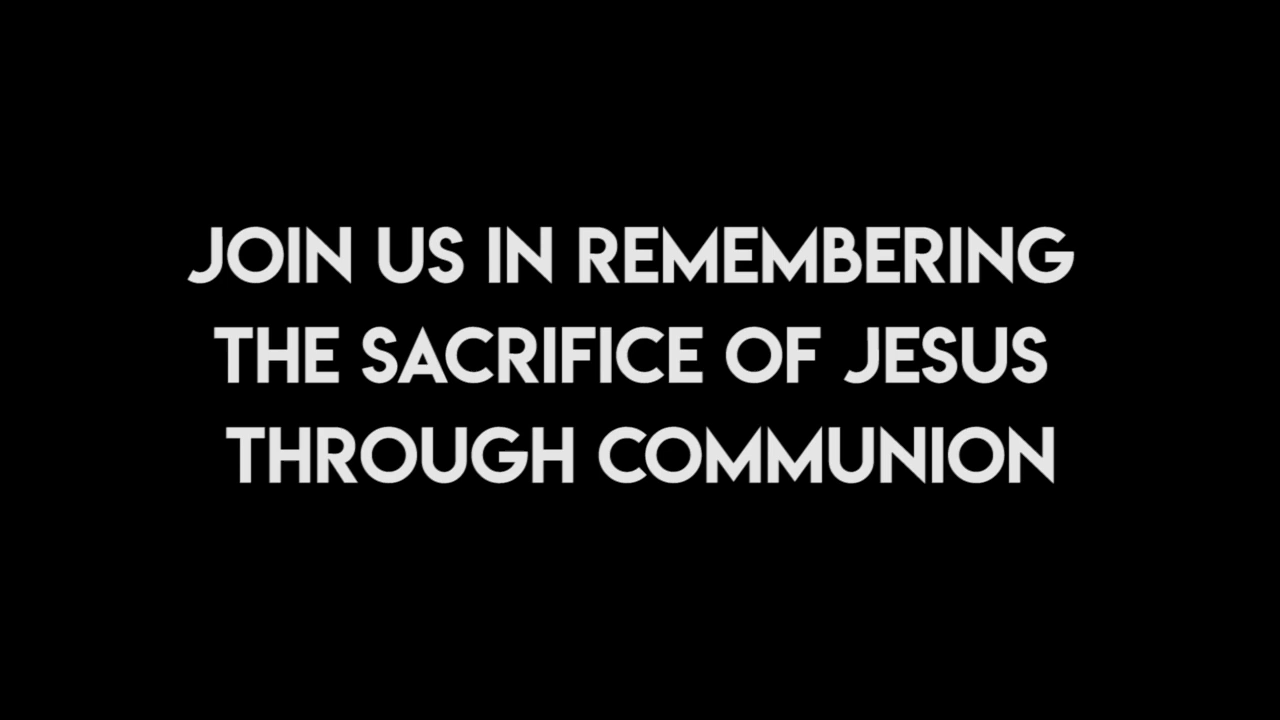 JOIN US IN REMEMBERING
THE SACRIFICE OF JESUS
THROUGH COMMUNION